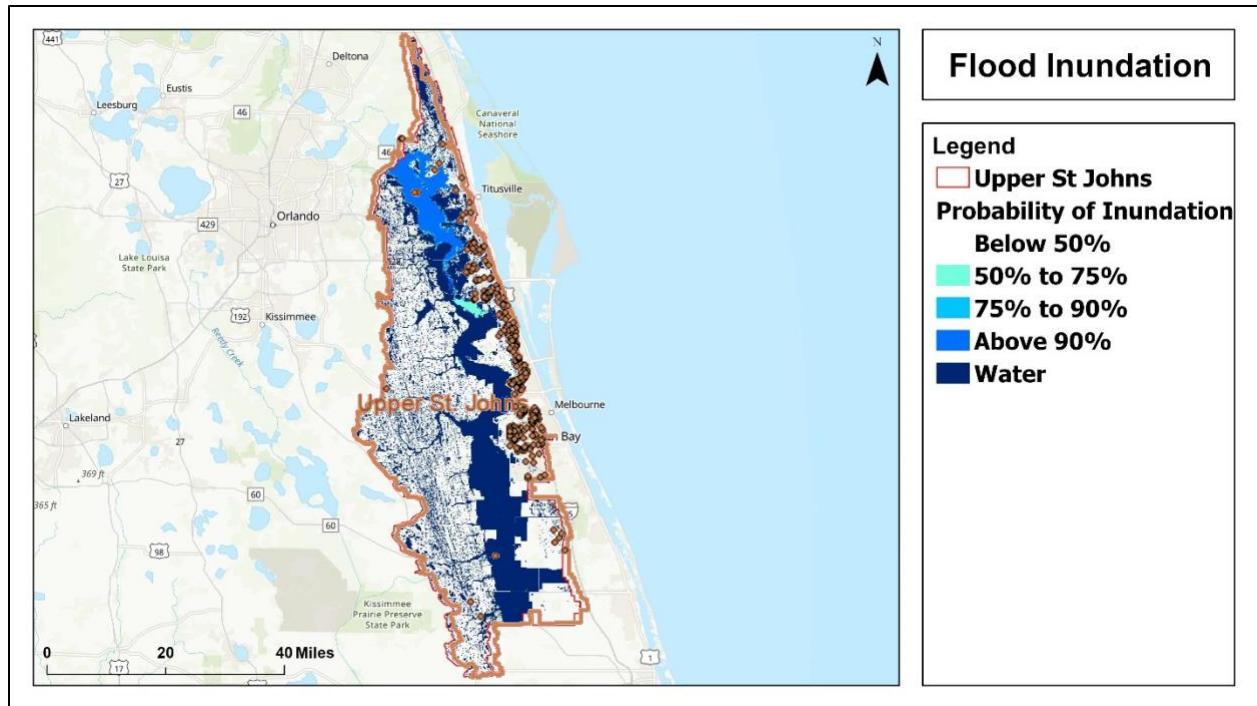 Flood Inundation
Legend
Upper St Johns
Probability of Inundation
Below 50%
50% to 75%
75% to 90%
Above 90%
Water
N
441
Deltona
Eustis
Leesburg
46
Canaveral
National
Seashore
46
27
Titusville
Orlando
429
Lake Louisa
State Park
192
Kissimmee
Reedy Creek
Upper St. Johns
Melbourne
Lakeland
27
Bay
369 ft
365 ft
60
60
98
Kissimmee
Prairie Preserve
State Park
0 20 40 Miles
17
1